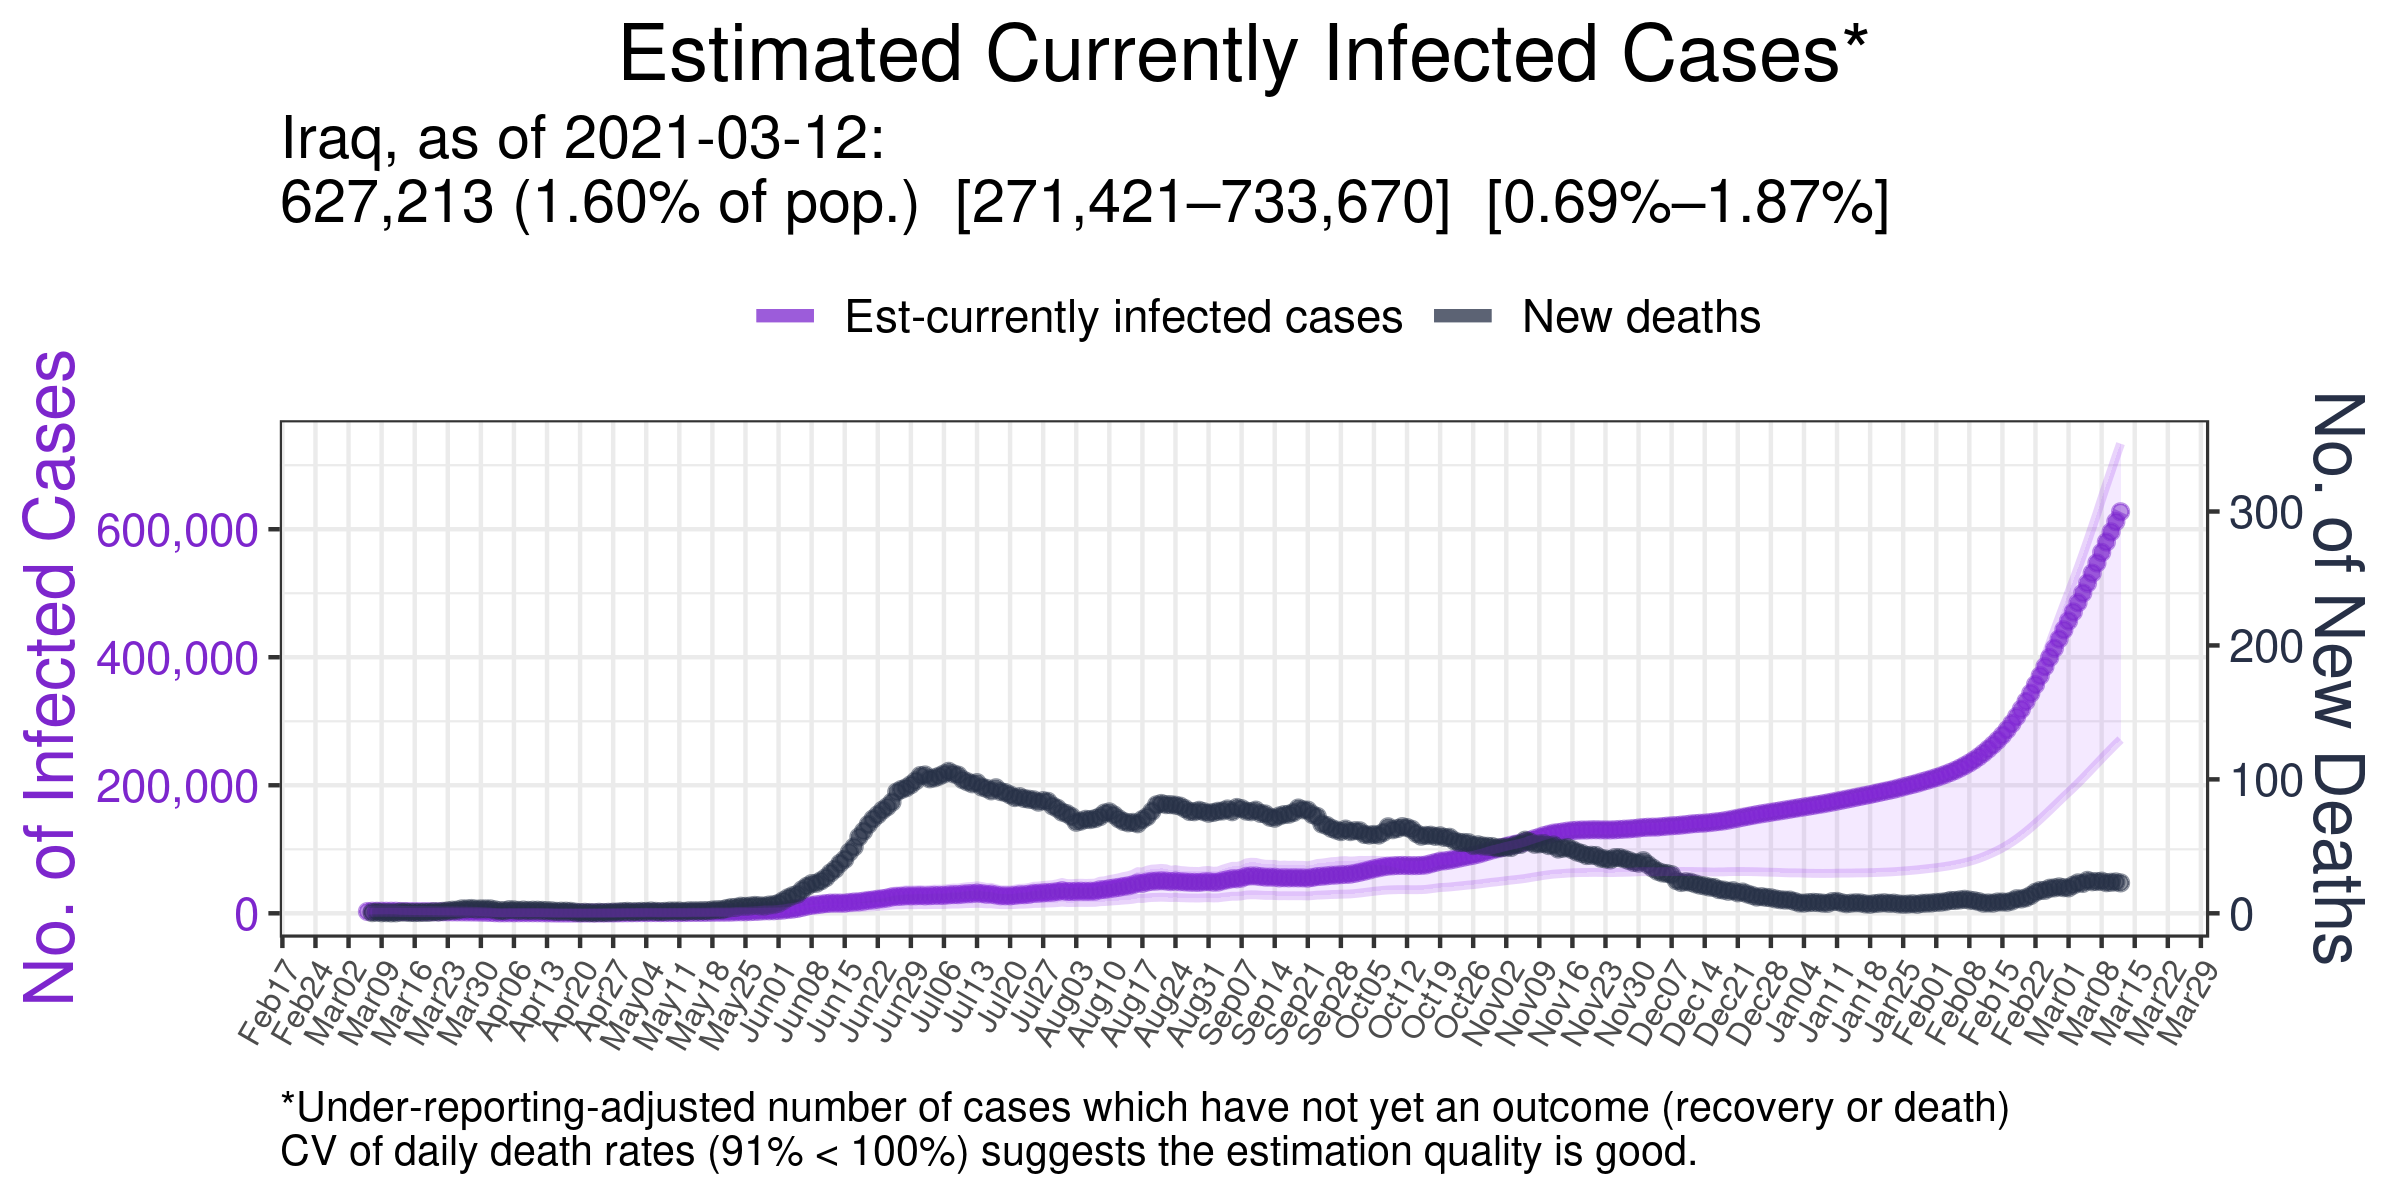 Estimated Currently Infected Cases*
Iraq, as of 2021-03-12:
627,213 (1.60% of pop.) [271,421–733,670] [0.69%–1.87%]
Est-currently infected cases New deaths
No. of Infected Cases
600,000
400,000
200,000
0
300
200
100
0
No. of New Deaths
Feb17 Feb24 Mar02 Mar09 Mar16 Mar23 Mar30 Apr06 Apr13 Apr20 Apr27 May04 May11 May18 May25 Jun01 Jun08 Jun15 Jun22 Jun29 Jul06 Jul13 Jul20 Jul27 Aug03 Aug10 Aug17 Aug24 Aug31 Sep07 Sep14 Sep21 Sep28 Oct05 Oct12 Oct19 Oct26 Nov02 Nov09 Nov16 Nov23 Nov30 Dec07 Dec14 Dec21 Dec28 Jan04 Jan11 Jan18 Jan25 Feb01 Feb08 Feb15 Feb22 Mar01 Mar08 Mar15 Mar22 Mar29
*Under-reporting-adjusted number of cases which have not yet an outcome (recovery or death)
CV of daily death rates (91% < 100%) suggests the estimation quality is good.